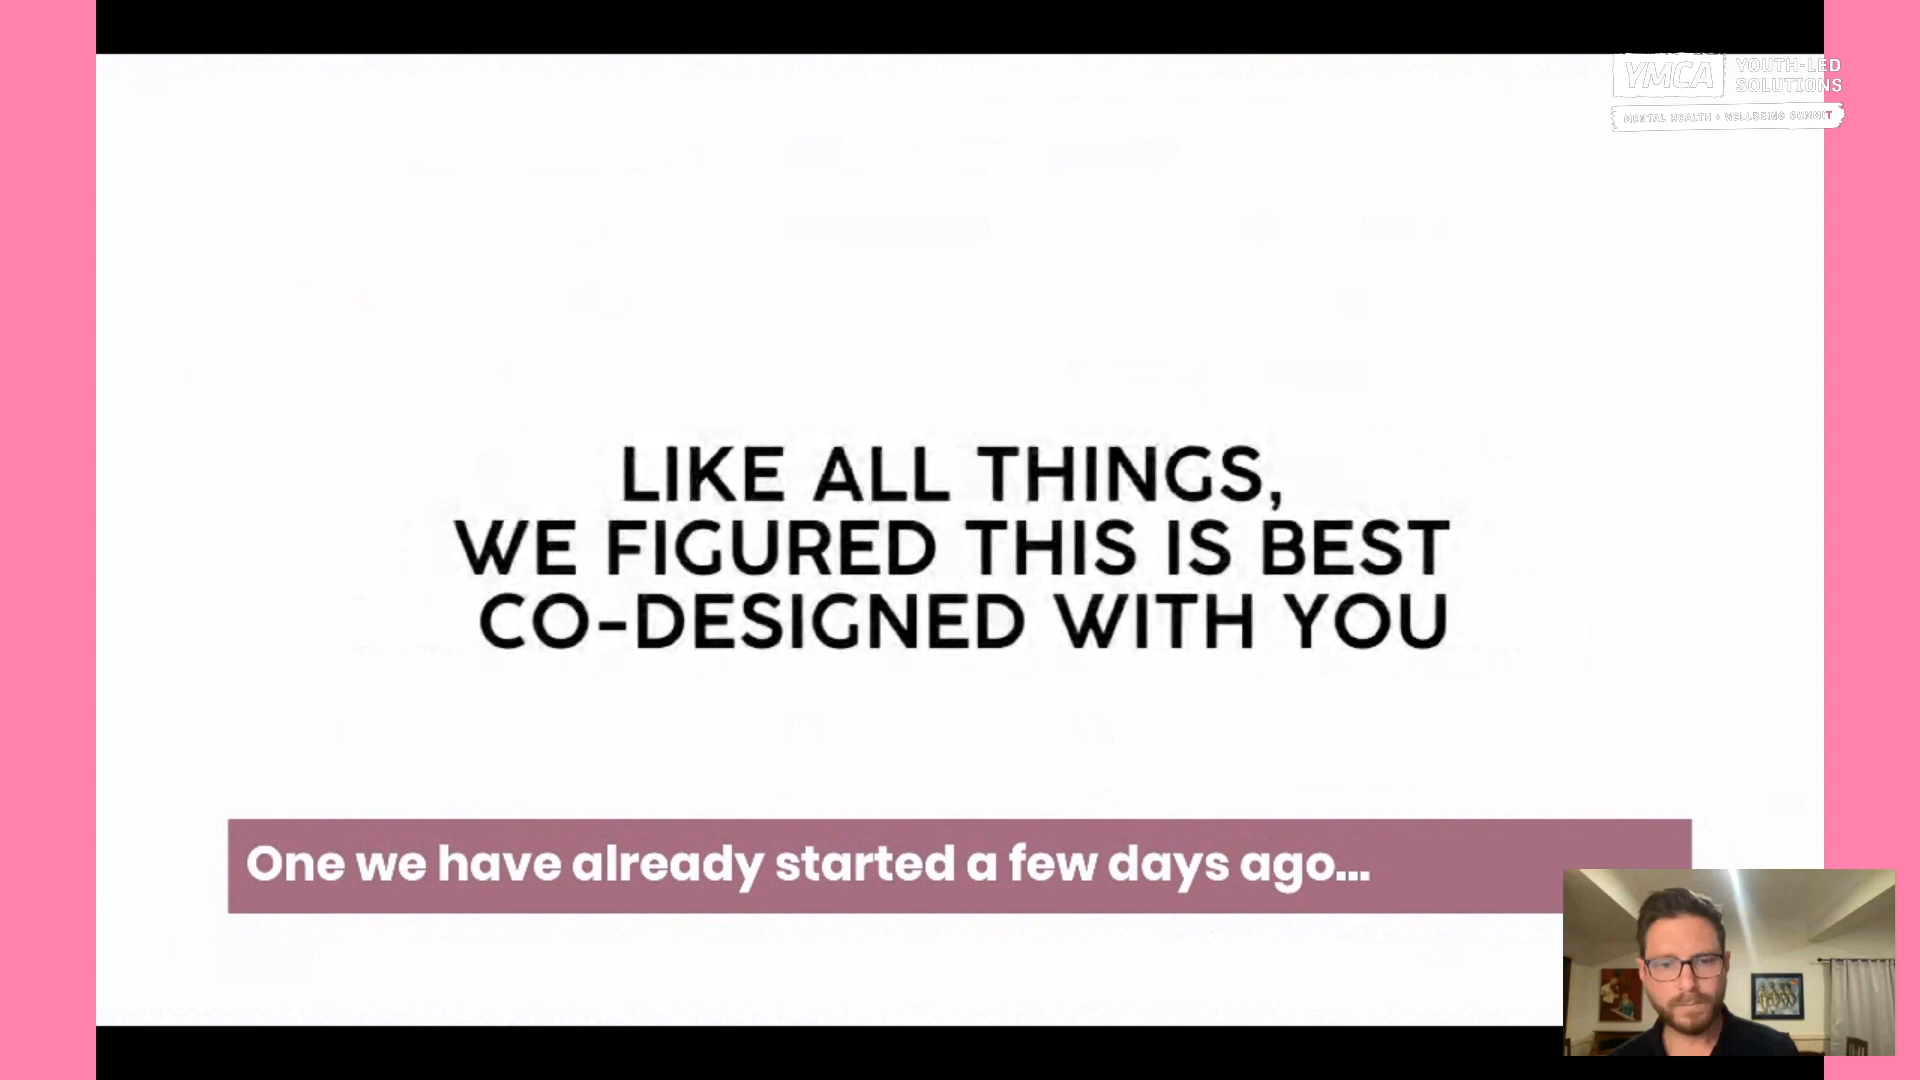 YMCA
YOUTH-LED
SOLUTIONS
MENTAL HEALTH + WELLBEING SUMMIT
LIKE ALL THINGS,
WE FIGURED THIS IS BEST
CO-DESIGNED WITH YOU
One we have already started a few days ago...